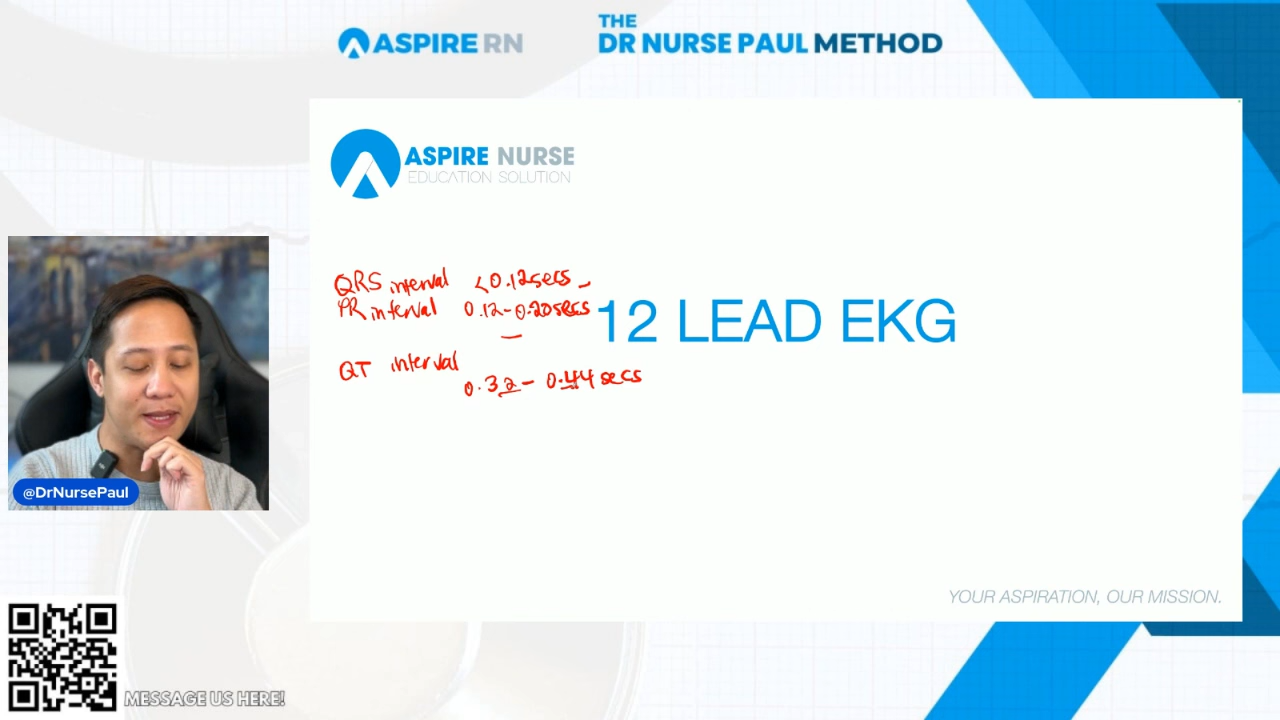 ASPIRE RN
THE
DR NURSE PAUL METHOD
ASPIRE NURSE
EDUCATION SOLUTION
QRS interval <0.12secs
PR interval 0.12-0.20secs
12 LEAD EKG
QT interval
0.32 - 0.44 secs
@DrNursePaul
YOUR ASPIRATION, OUR MISSION.
MESSAGE US HERE!